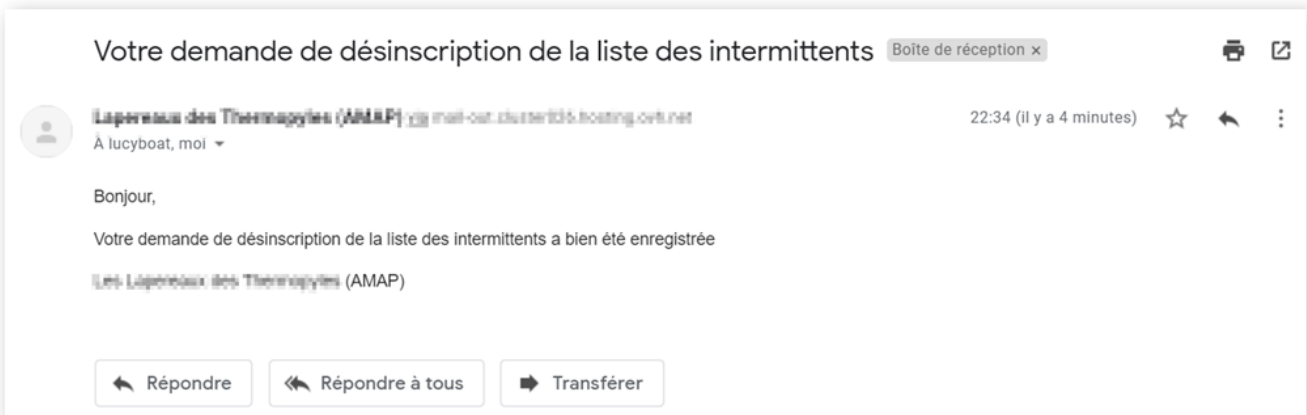 Votre demande de désinscription de la liste des intermittents Boîte de réception ×
(AMAP)
22:34 (il y a 4 minutes)
À lucyboat, moi
Bonjour,
Votre demande de désinscription de la liste des intermittents a bien été enregistrée
(AMAP)
Répondre Répondre à tous Transférer